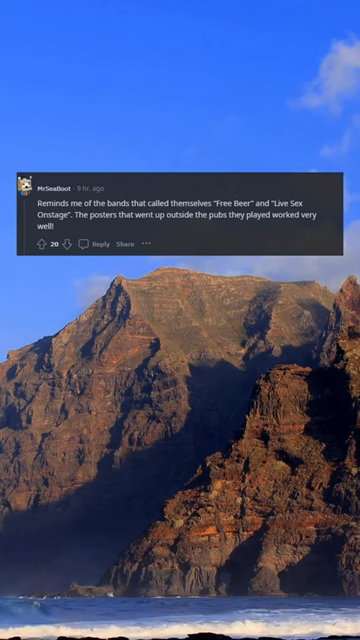 MrSeaBoot · 9 hr. ago
Reminds me of the bands that called themselves "Free Beer" and "Live Sex
Onstage". The posters that went up outside the pubs they played worked very
well!
20 Reply Share ···